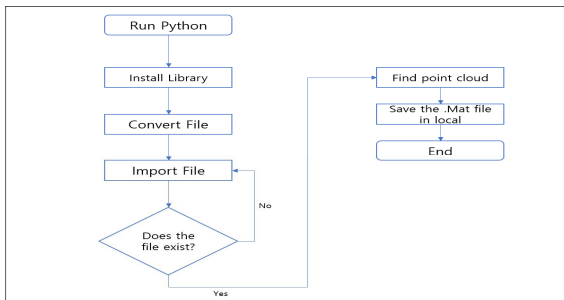 Run Python
Install Library
Convert File
Import File
No
Does the
file exist?
Yes
Find point cloud
Save the .Mat file
in local
End